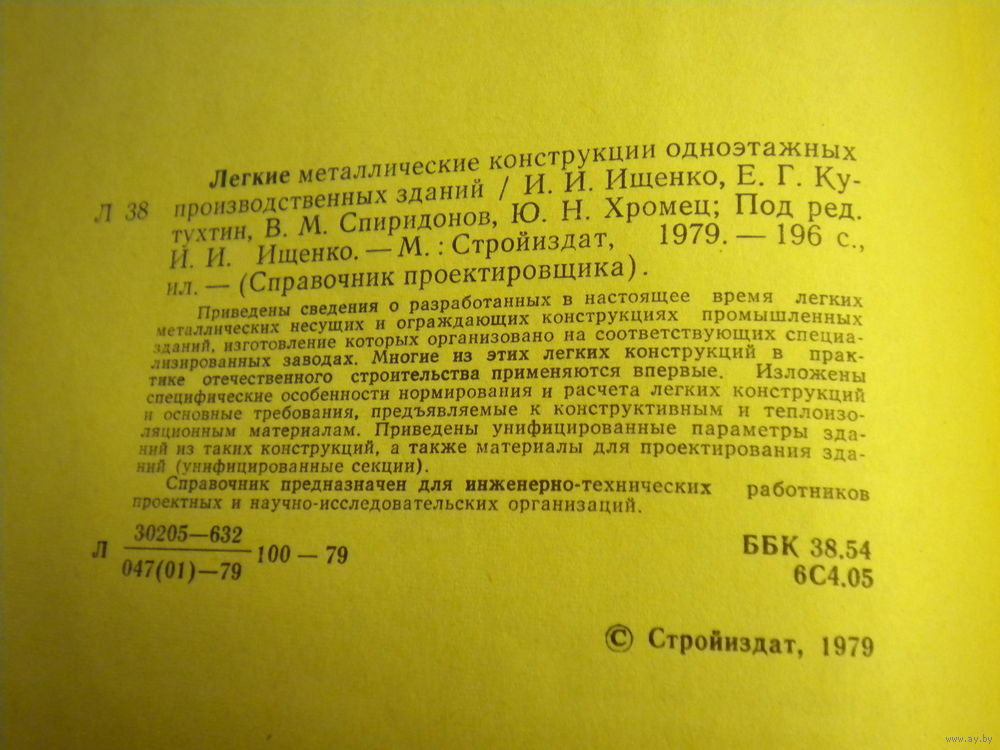 Легкие металлические конструкции одноэтажных
Л 38 производственных зданий / И. И. Ищенко, Е. Г. Ку-
тухтин, В. М. Спиридонов, Ю. Н. Хромец; Под ред.
И. И. Ищенко. — М. : Стройиздат, 1979. — 196 с.,
ил. — (Справочник проектировщика).
Приведены сведения о разработанных в настоящее время легких
металлических несущих и ограждающих конструкциях промышленных
зданий, изготовление которых организовано на соответствующих специа-
лизированных заводах. Многие из этих легких конструкций в прак-
тике отечественного строительства применяются впервые. Изложены
специфические особенности нормирования и расчета легких конструкций
и основные требования, предъявляемые к конструктивным и теплоизо-
ляционным материалам. Приведены унифицированные параметры зда-
ний из таких конструкций, а также материалы для проектирования зда-
ний (унифицированные секции).
Справочник предназначен для инженерно-технических работников
проектных и научно-исследовательских организаций.
30205—632
Л 100 — 79
047(01)—79
ББК 38.54
6С4.05
© Стройиздат, 1979
www.ay.by